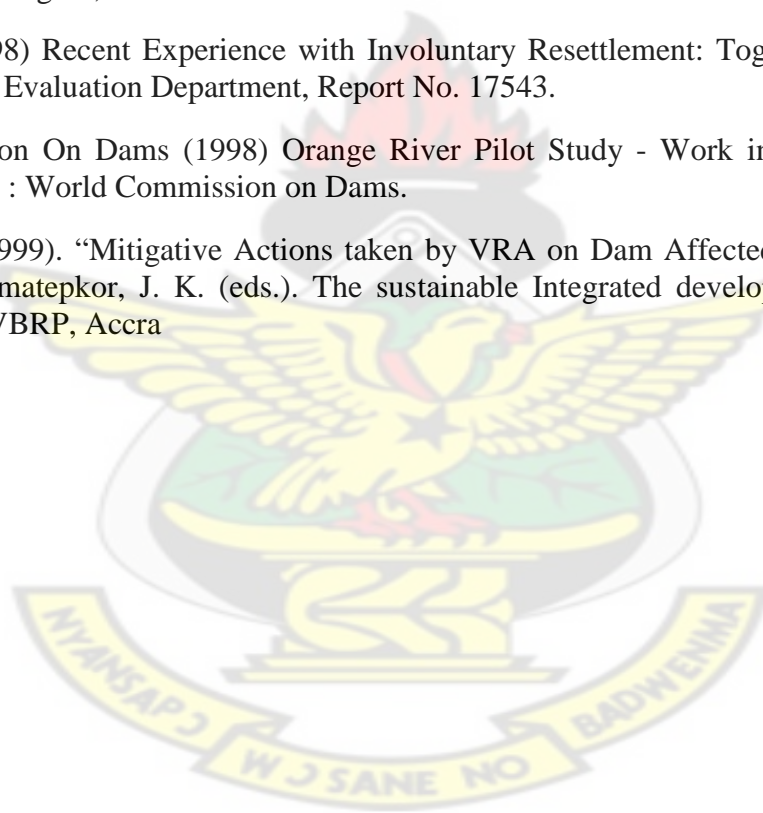 98) Recent Experience with Involuntary Resettlement: Tog
Evaluation Department, Report No. 17543.
on On Dams (1998) Orange River Pilot Study - Work in
: World Commission on Dams.
999). “Mitigative Actions taken by VRA on Dam Affected
matepkor, J. K. (eds.). The sustainable Integrated develop
VBRP, Accra
NYANSAPƆ
WƆSANE NO
BADWENMA